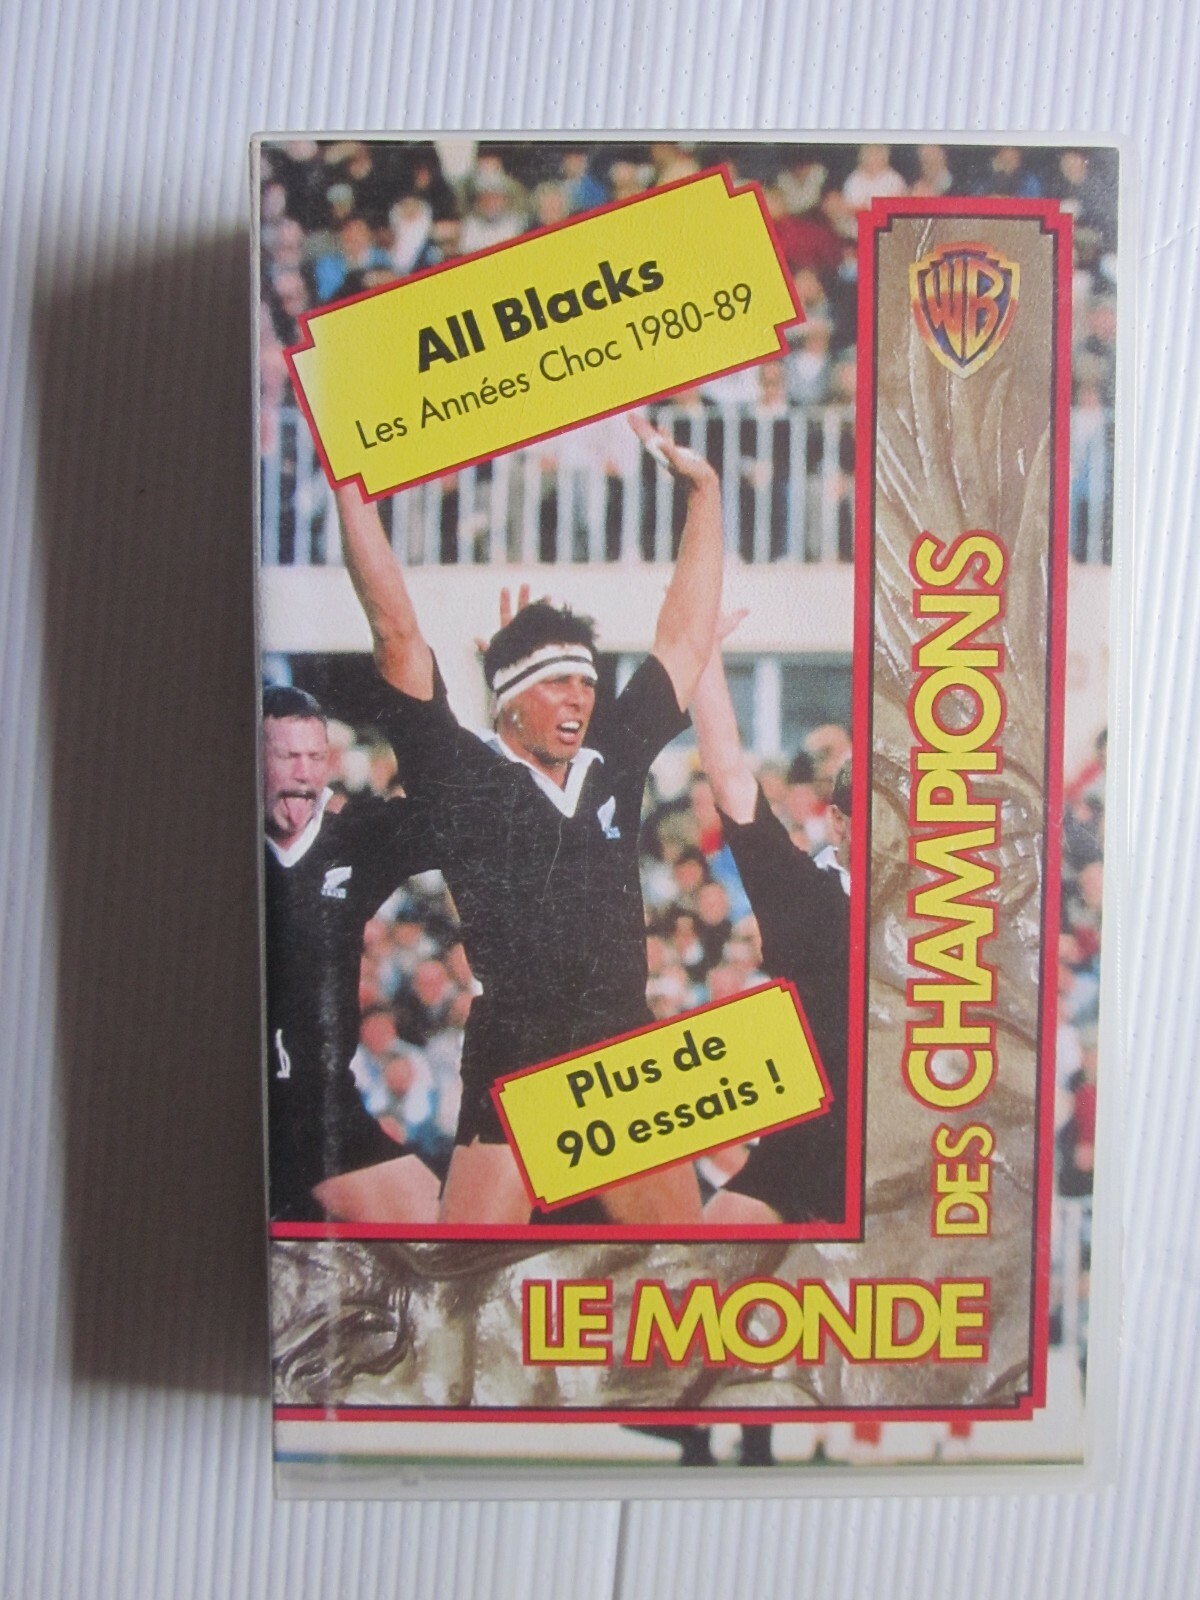 All Blacks
Les Années Choc 1980-89
WB
Plus de
90 essais !
LE MONDE
DES CHAMPIONS